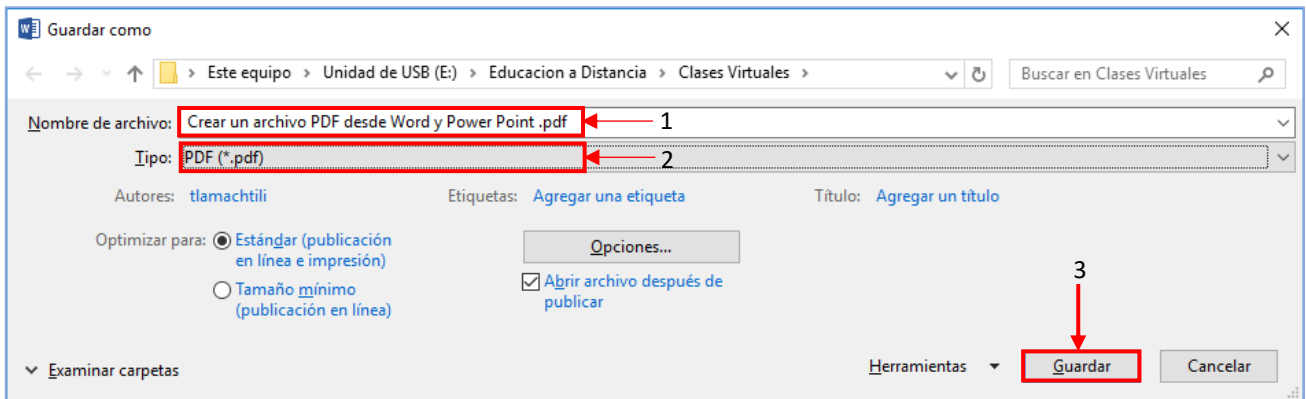 Guardar como
Este equipo > Unidad de USB (E:) > Educacion a Distancia > Clases Virtuales >
Buscar en Clases Virtuales
Nombre de archivo: Crear un archivo PDF desde Word y Power Point .pdf
1
Tipo: PDF (*.pdf)
2
Autores: tlamachtili
Etiquetas: Agregar una etiqueta
Título: Agregar un título
Optimizar para: Estándar (publicación
en línea e impresión)
Tamaño mínimo
(publicación en línea)
Opciones...
Abrir archivo después de
publicar
3
Examinar carpetas
Herramientas
Guardar
Cancelar